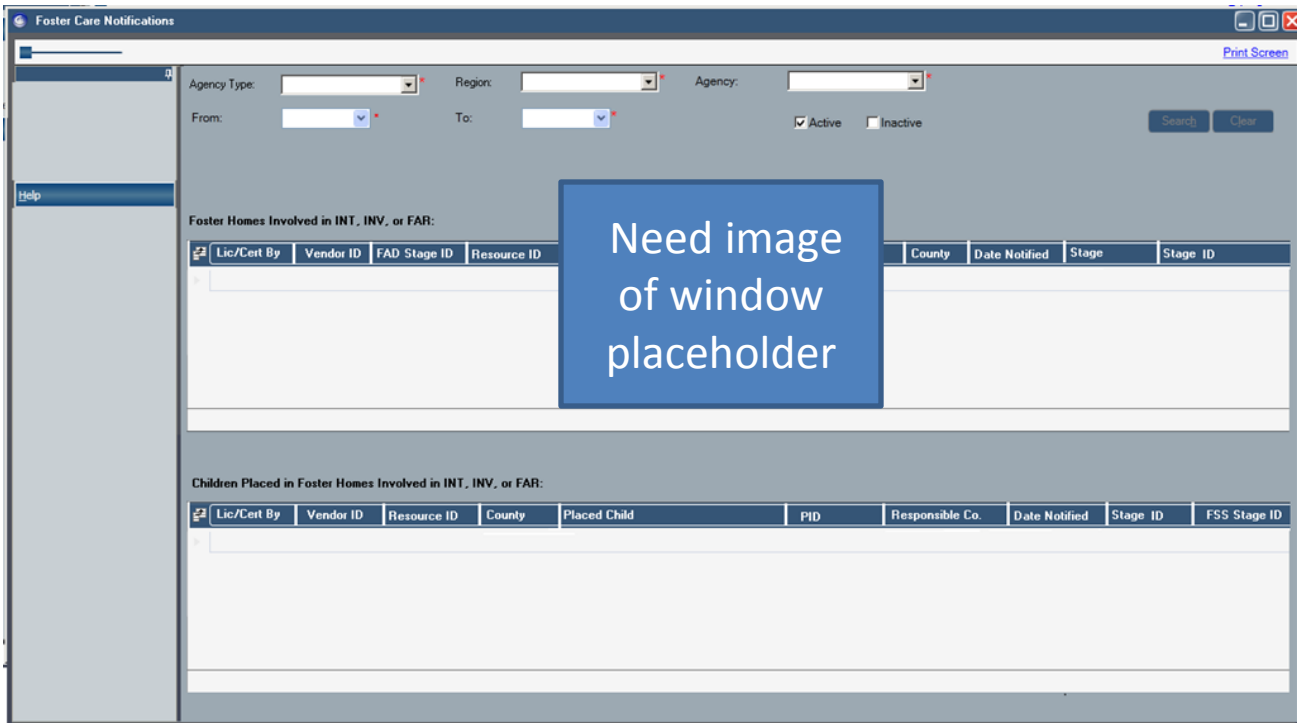 Foster Care Notifications
Print Screen
Agency Type: * Region: * Agency: *
From: * To: * Active Inactive Search Clear
Help
Need image
of window
placeholder
Foster Homes Involved in INT, INV, or FAR:
Lic/Cert By Vendor ID FAD Stage ID Resource ID County Date Notified Stage Stage ID
Children Placed in Foster Homes Involved in INT, INV, or FAR:
Lic/Cert By Vendor ID Resource ID County Placed Child PID Responsible Co. Date Notified Stage ID FSS Stage ID